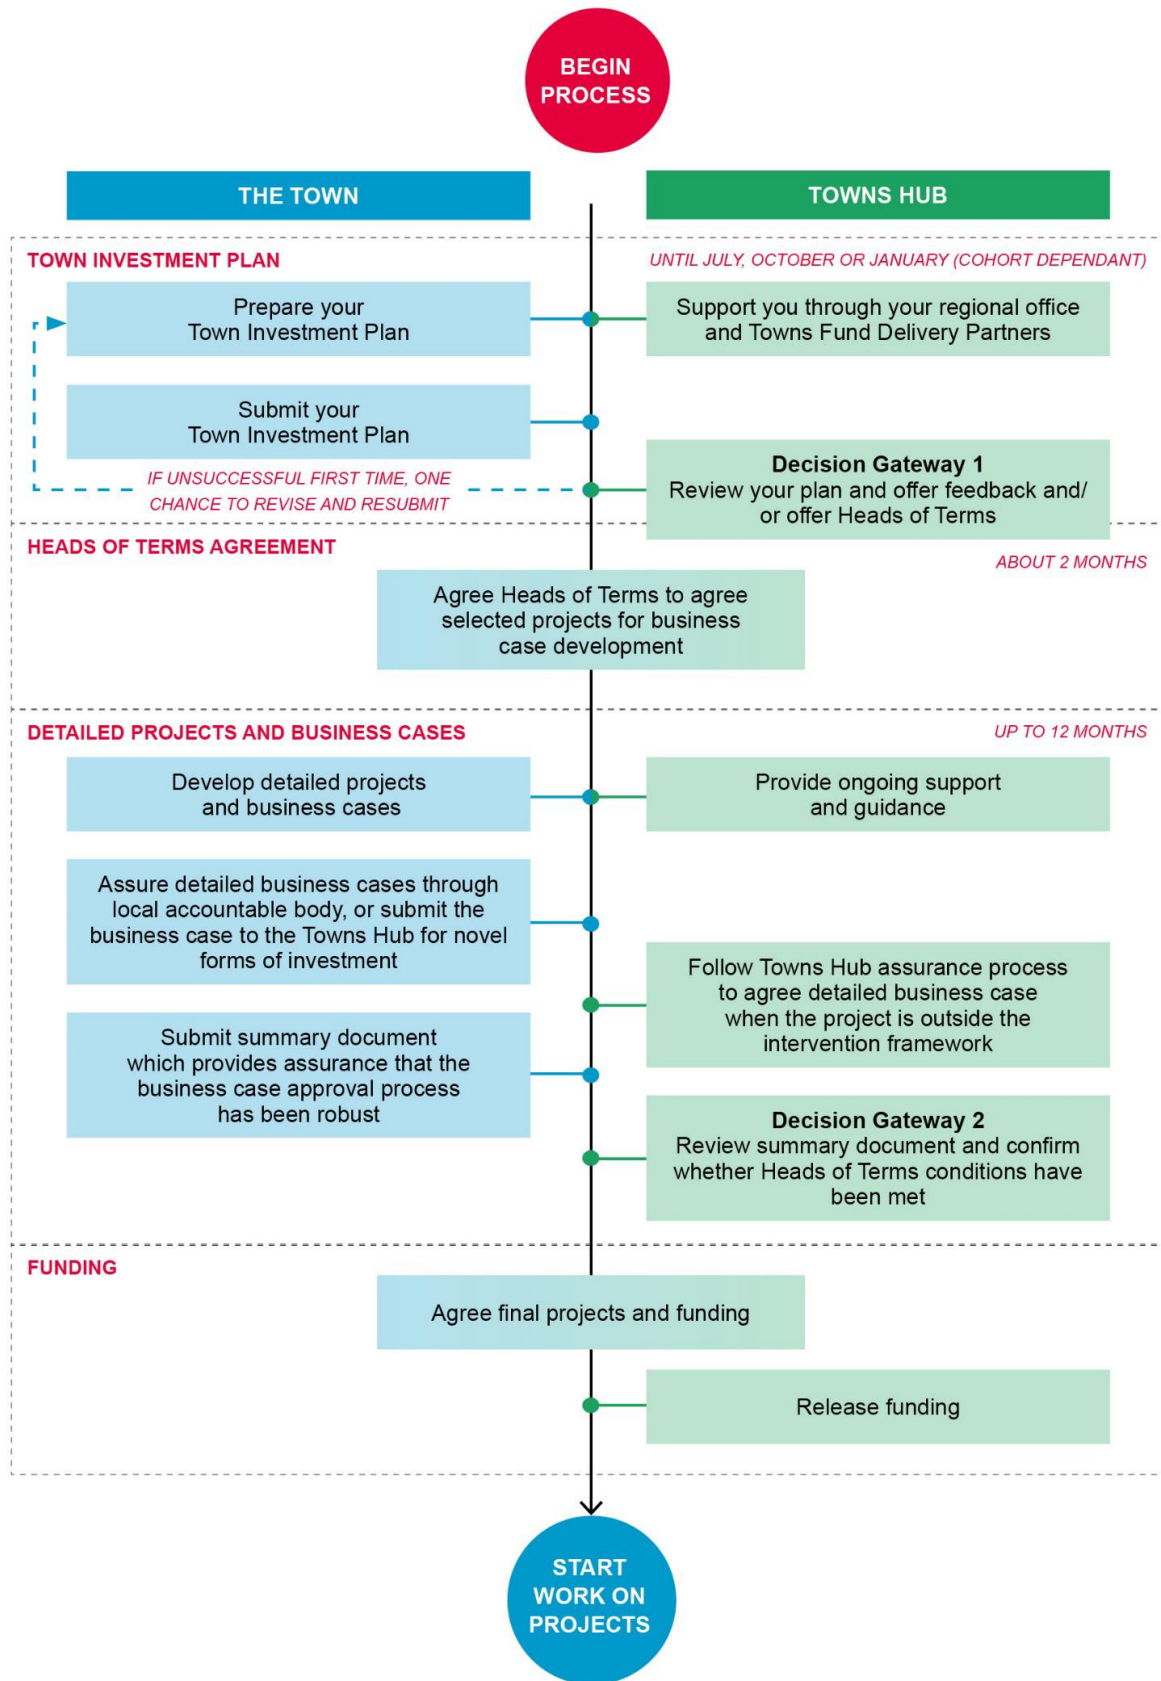 BEGIN
PROCESS
THE TOWN
TOWNS HUB
TOWN INVESTMENT PLAN
UNTIL JULY, OCTOBER OR JANUARY (COHORT DEPENDANT)
Prepare your
Town Investment Plan
Support you through your regional office
and Towns Fund Delivery Partners
Submit your
Town Investment Plan
Decision Gateway 1
Review your plan and offer feedback and/
or offer Heads of Terms
IF UNSUCCESSFUL FIRST TIME, ONE
CHANCE TO REVISE AND RESUBMIT
HEADS OF TERMS AGREEMENT
ABOUT 2 MONTHS
Agree Heads of Terms to agree
selected projects for business
case development
DETAILED PROJECTS AND BUSINESS CASES
UP TO 12 MONTHS
Develop detailed projects
and business cases
Provide ongoing support
and guidance
Assure detailed business cases through
local accountable body, or submit the
business case to the Towns Hub for novel
forms of investment
Follow Towns Hub assurance process
to agree detailed business case
when the project is outside the
intervention framework
Submit summary document
which provides assurance that the
business case approval process
has been robust
Decision Gateway 2
Review summary document and confirm
whether Heads of Terms conditions have
been met
FUNDING
Agree final projects and funding
Release funding
START
WORK ON
PROJECTS